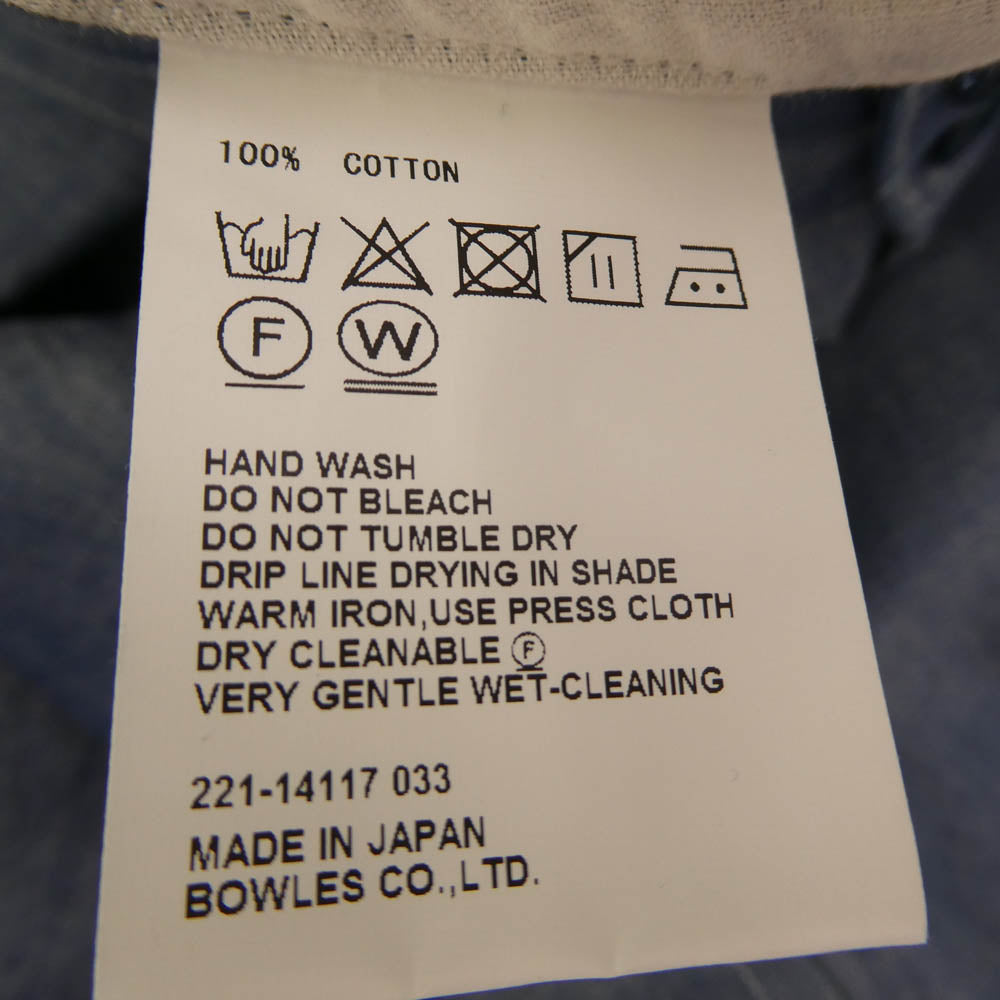 100% COTTON
F W
HAND WASH
DO NOT BLEACH
DO NOT TUMBLE DRY
DRIP LINE DRYING IN SHADE
WARM IRON,USE PRESS CLOTH
DRY CLEANABLE Ⓕ
VERY GENTLE WET-CLEANING
221-14117 033
MADE IN JAPAN
BOWLES CO.,LTD.